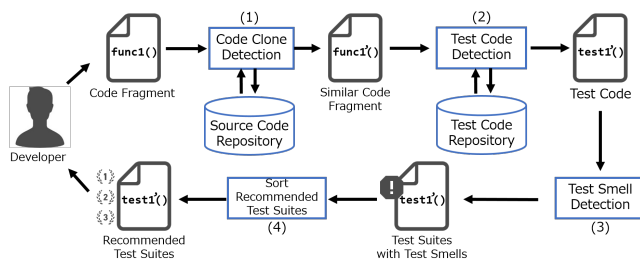 (1)
(2)
func1()
Code Clone
Detection
func1’()
Test Code
Detection
test1’()
Code Fragment
Similar Code
Fragment
Test Code
Source Code
Repository
Test Code
Repository
Developer
1
2
3
test1’()
Sort
Recommended
Test Suites
(4)
!
test1’()
Test Smell
Detection
(3)
Recommended
Test Suites
Test Suites
with Test Smells